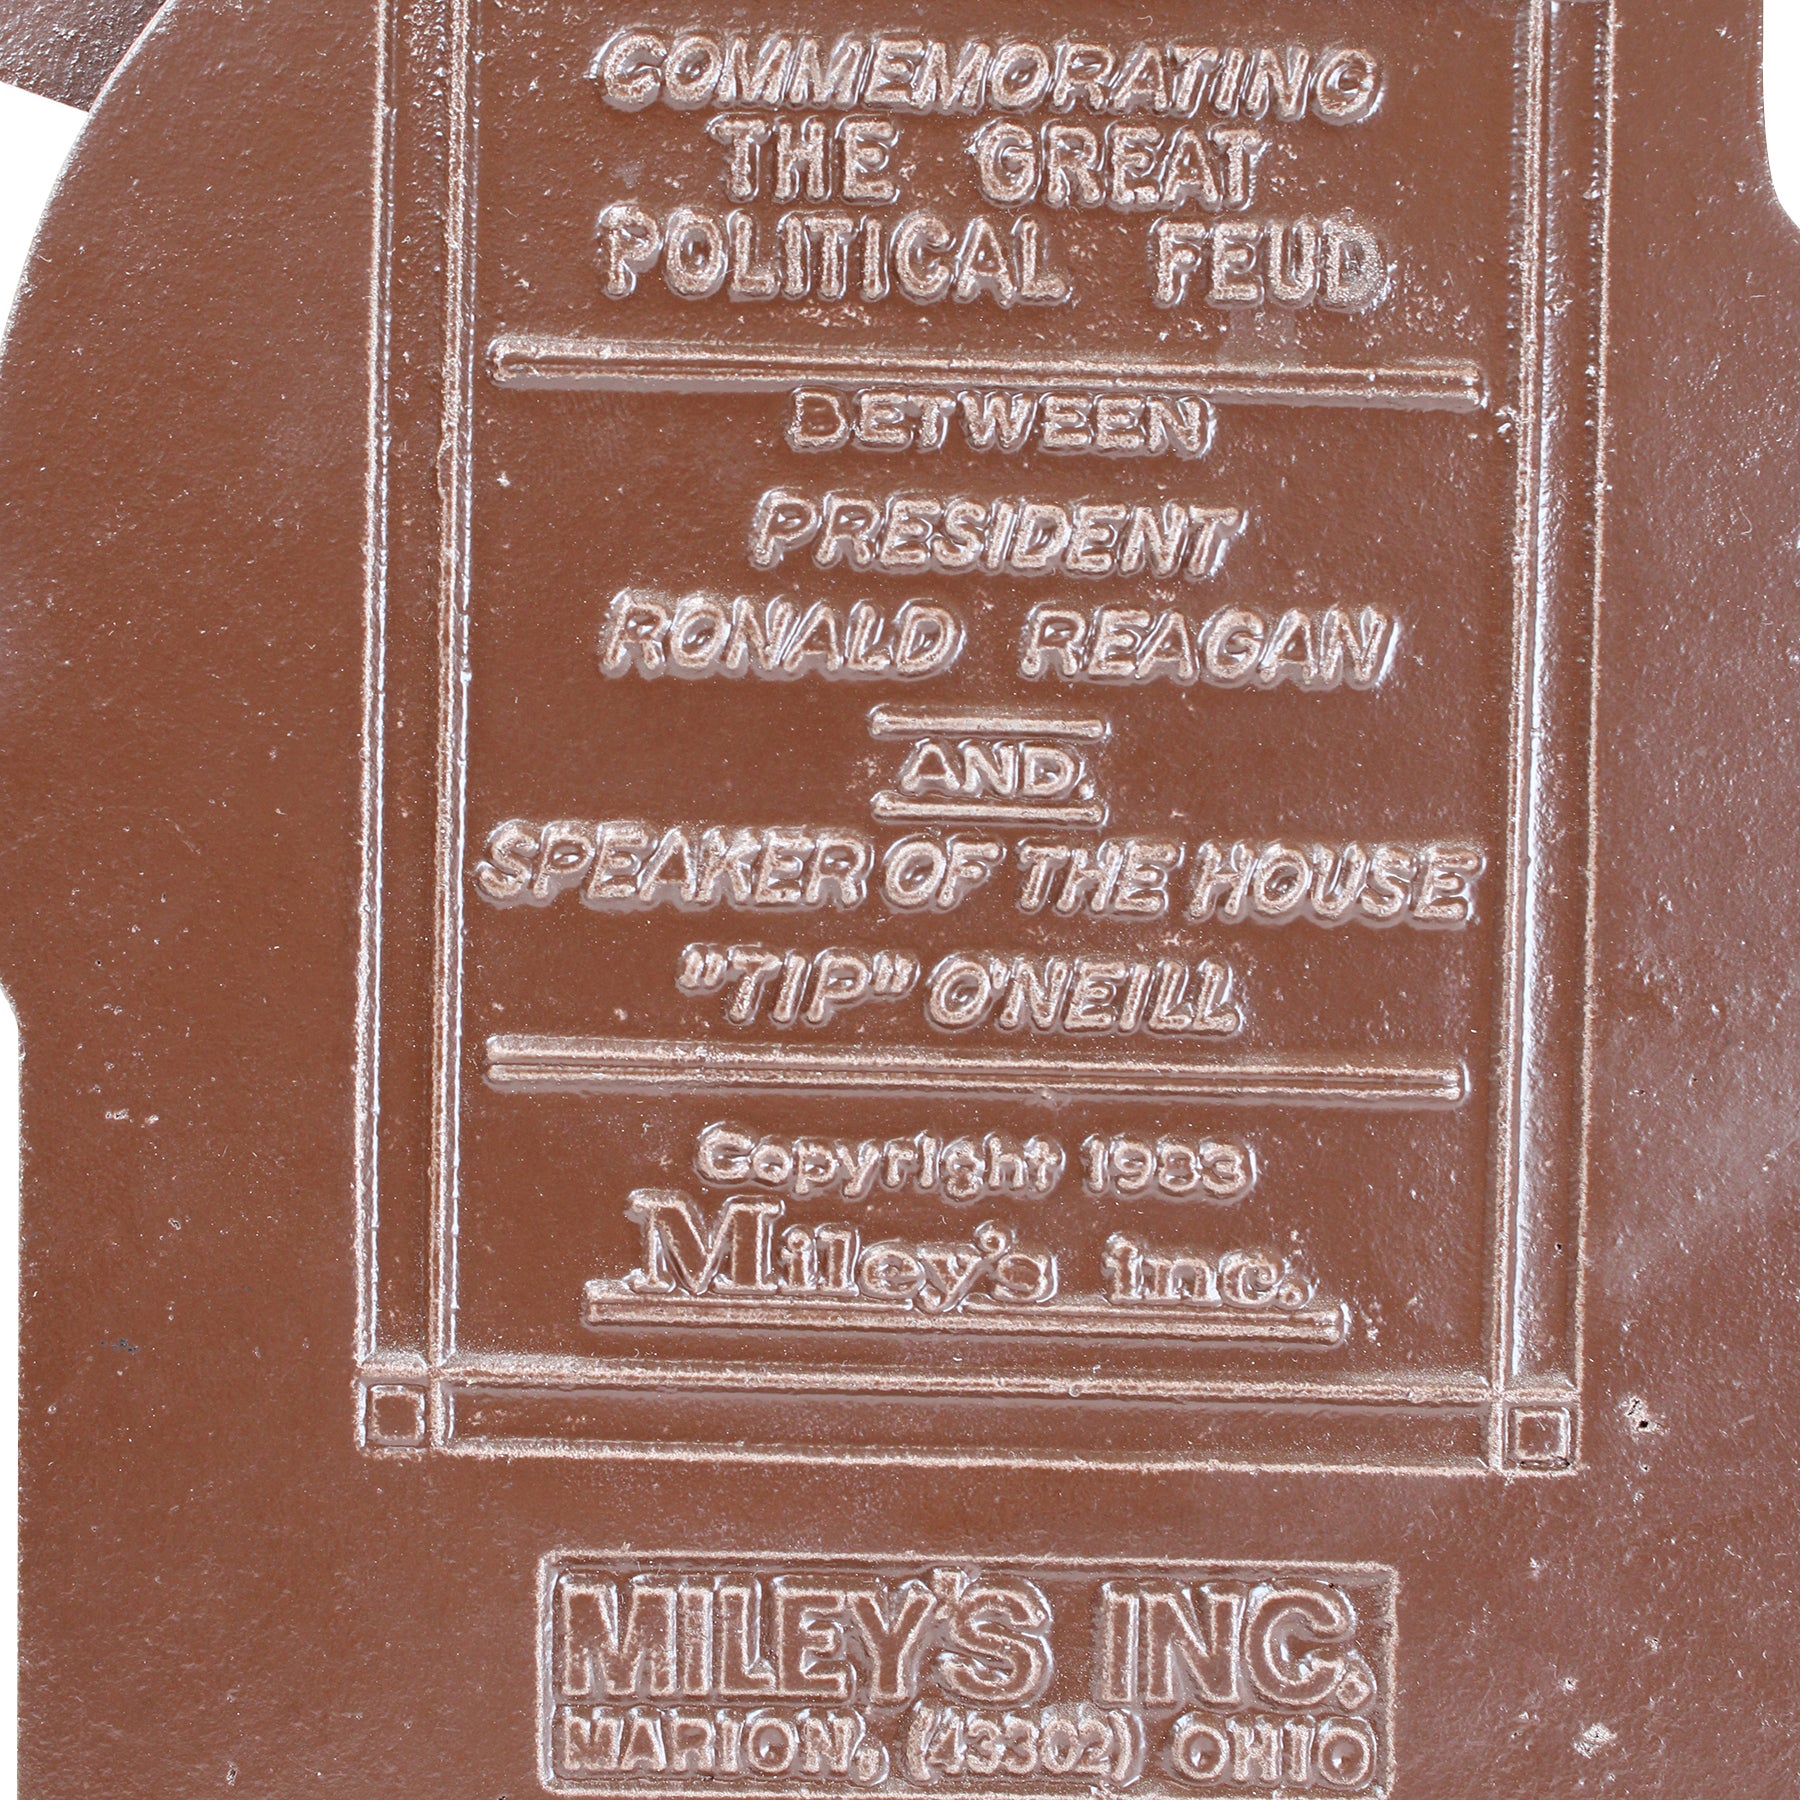 COMMEMORATING
THE GREAT
POLITICAL FEUD
BETWEEN
PRESIDENT
RONALD REAGAN
AND
SPEAKER OF THE HOUSE
"TIP" O'NEILL
Copyright 1983
Miley's inc.
MILEY'S INC.
MARION, (43302) OHIO